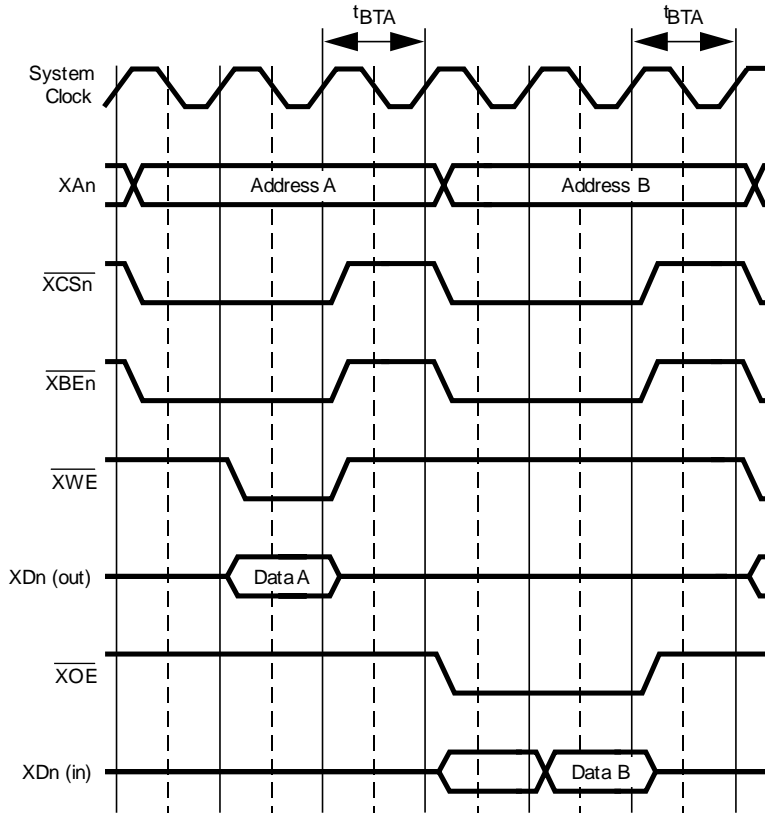 tBTA tBTA
System
Clock
XAn Address A Address B
XCSn
XBEn
XWE
XDn (out) Data A
XOE
XDn (in) Data B